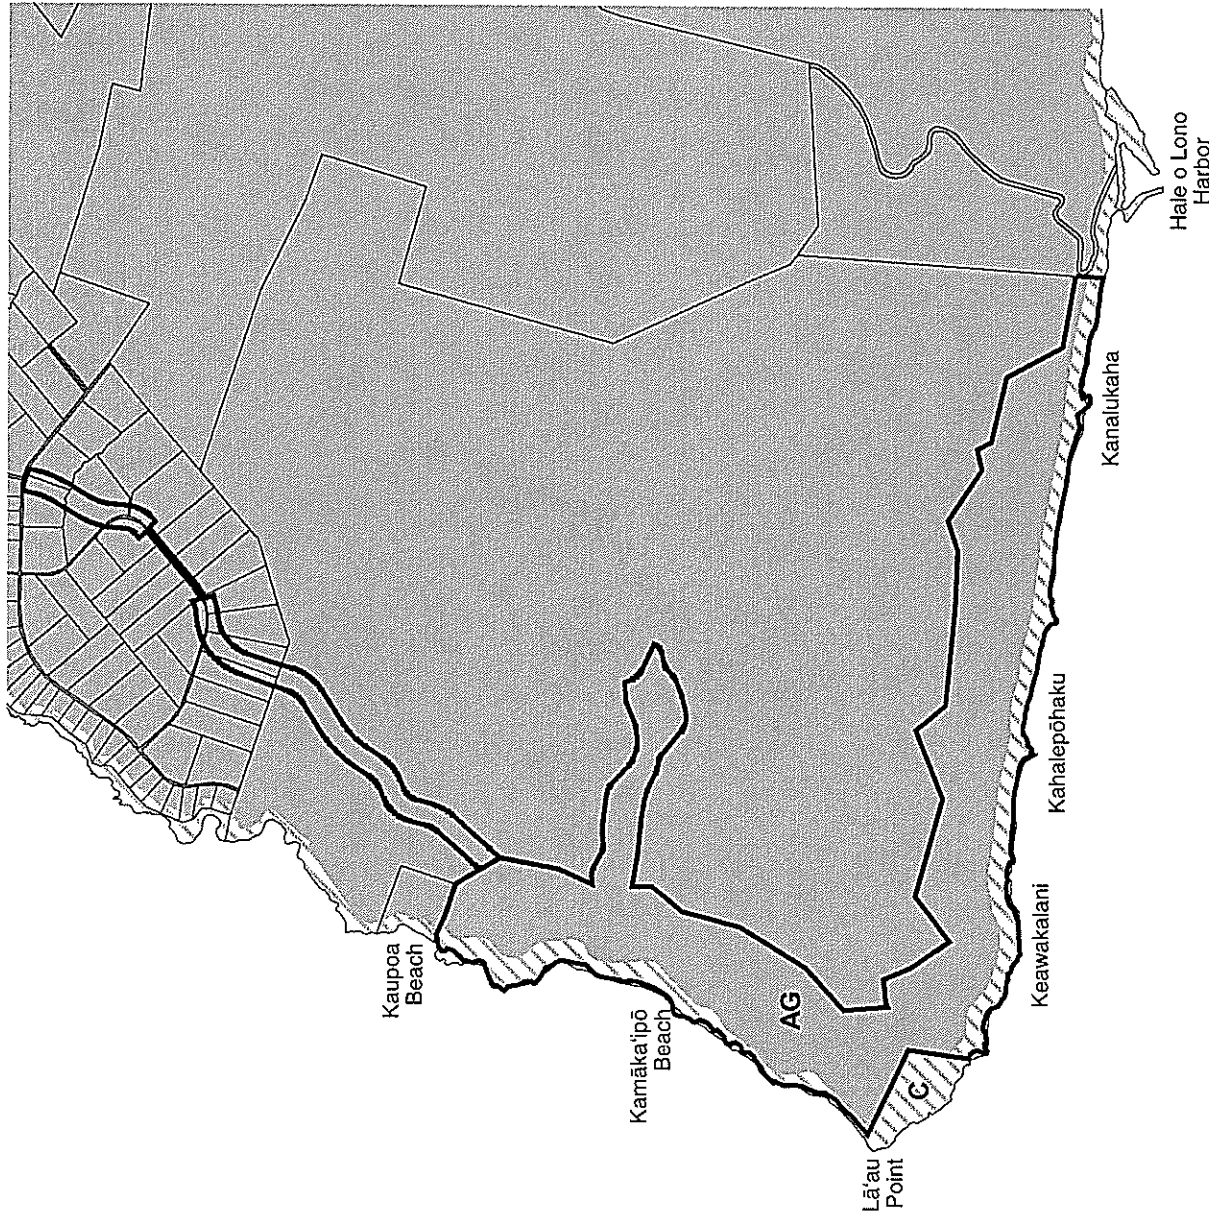 Kaupoa
Beach
Kamāka'ipō
Beach
AG
Lā'au
Point
C
Keawakalani
Kahalepōhaku
Kanalukaha
Hale o Lono
Harbor